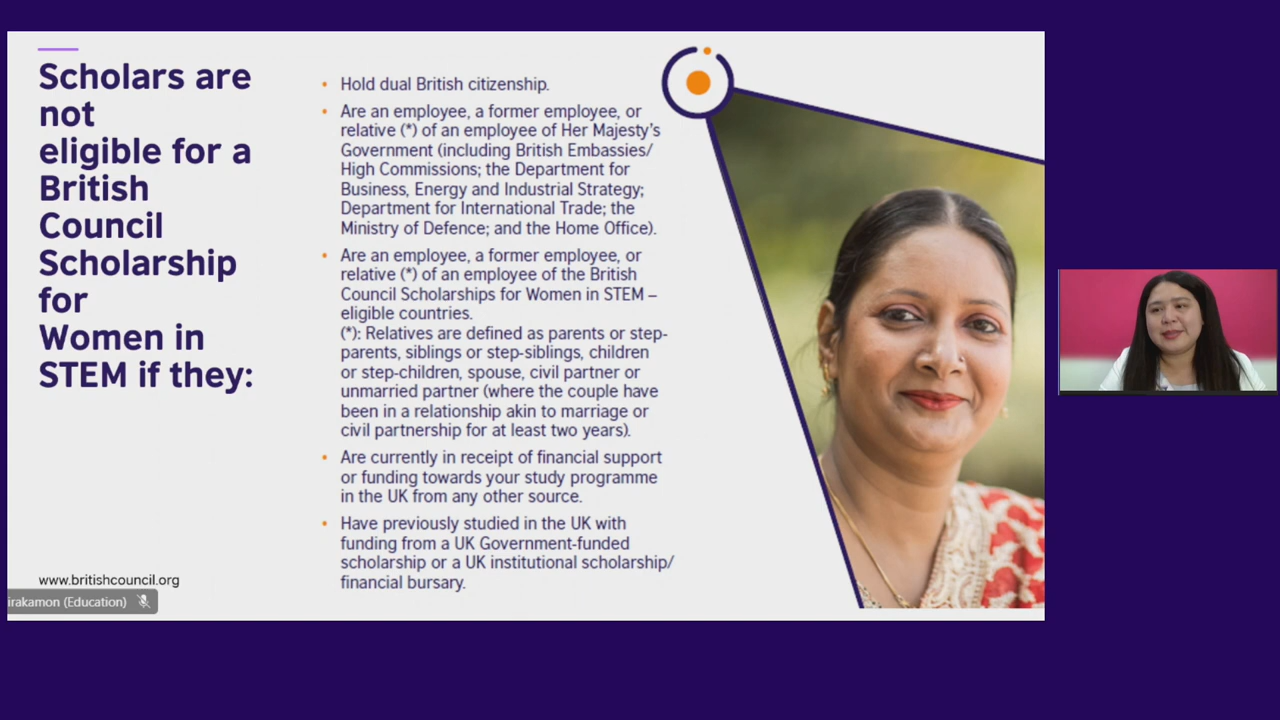 Scholars are
not
eligible for a
British
Council
Scholarship
for
Women in
STEM if they:
• Hold dual British citizenship.
• Are an employee, a former employee, or
relative (*) of an employee of Her Majesty's
Government (including British Embassies/
High Commissions; the Department for
Business, Energy and Industrial Strategy;
Department for International Trade; the
Ministry of Defence; and the Home Office).
• Are an employee, a former employee, or
relative (*) of an employee of the British
Council Scholarships for Women in STEM –
eligible countries.
(*): Relatives are defined as parents or step-
parents, siblings or step-siblings, children
or step-children, spouse, civil partner or
unmarried partner (where the couple have
been in a relationship akin to marriage or
civil partnership for at least two years).
• Are currently in receipt of financial support
or funding towards your study programme
in the UK from any other source.
• Have previously studied in the UK with
funding from a UK Government-funded
scholarship or a UK institutional scholarship/
financial bursary.
www.britishcouncil.org
irakamon (Education)